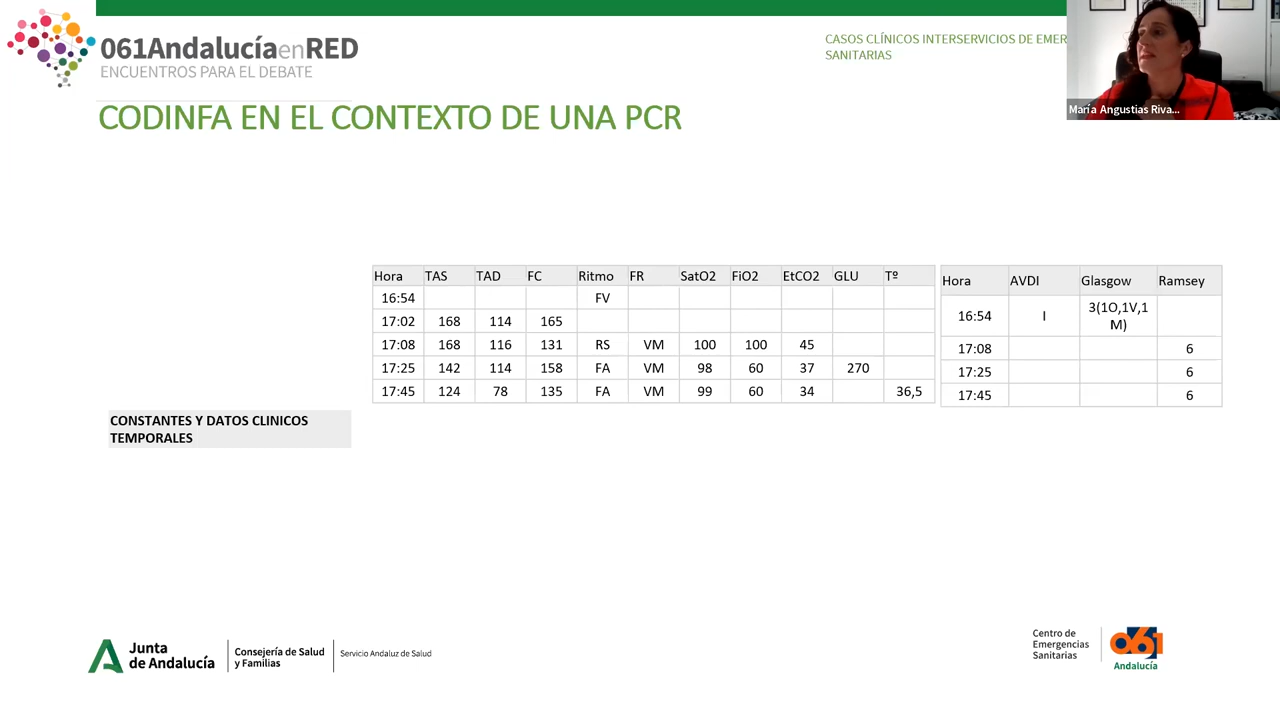 061AndalucíaenRED
ENCUENTROS PARA EL DEBATE
CASOS CLÍNICOS INTERSERVICIOS DE EMER
SANITARIAS
María Angustias Riva...
CODINFA EN EL CONTEXTO DE UNA PCR
Hora TAS TAD FC Ritmo FR SatO2 FiO2 EtCO2 GLU Tº
16:54 FV
17:02 168 114 165
17:08 168 116 131 RS VM 100 100 45
17:25 142 114 158 FA VM 98 60 37 270
17:45 124 78 135 FA VM 99 60 34 36,5
Hora AVDI Glasgow Ramsey
16:54 I 3(1O,1V,1
M)
17:08 6
17:25 6
17:45 6
CONSTANTES Y DATOS CLINICOS
TEMPORALES
Junta
de Andalucía
Consejería de Salud
y Familias
Servicio Andaluz de Salud
Centro de
Emergencias
Sanitarias
061
Andalucía